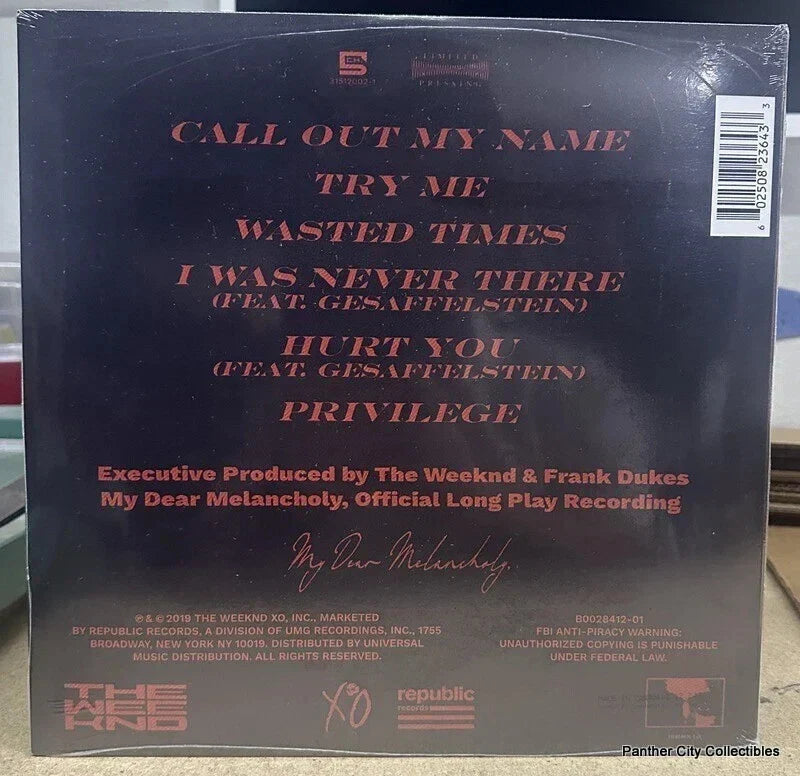 31512002-1
LIMITED
PRESSING
CALL OUT MY NAME
TRY ME
WASTED TIMES
I WAS NEVER THERE
(FEAT. GESAFFELSTEIN)
HURT YOU
(FEAT. GESAFFELSTEIN)
PRIVILEGE
6 02508 23643 3
Executive Produced by The Weeknd & Frank Dukes
My Dear Melancholy, Official Long Play Recording
My Dear Melancholy,
℗ & © 2019 THE WEEKND XO, INC., MARKETED
BY REPUBLIC RECORDS, A DIVISION OF UMG RECORDINGS, INC., 1755
BROADWAY, NEW YORK NY 10019. DISTRIBUTED BY UNIVERSAL
MUSIC DISTRIBUTION. ALL RIGHTS RESERVED.
B0028412-01
FBI ANTI-PIRACY WARNING:
UNAUTHORIZED COPYING IS PUNISHABLE
UNDER FEDERAL LAW.
THE
WEE
KND
XO
republic
records
Panther City Collectibles